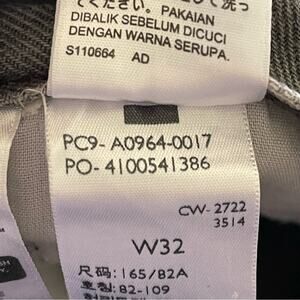 てください。
DIBALIK SEBELUM DICUCI
DENGAN WARNA SERUPA.
S110664 AD
PC9- A0964-0017
PO- 4100541386
CW- 2722
3514
W32
尺码: 165/82A
호칭: 82-109